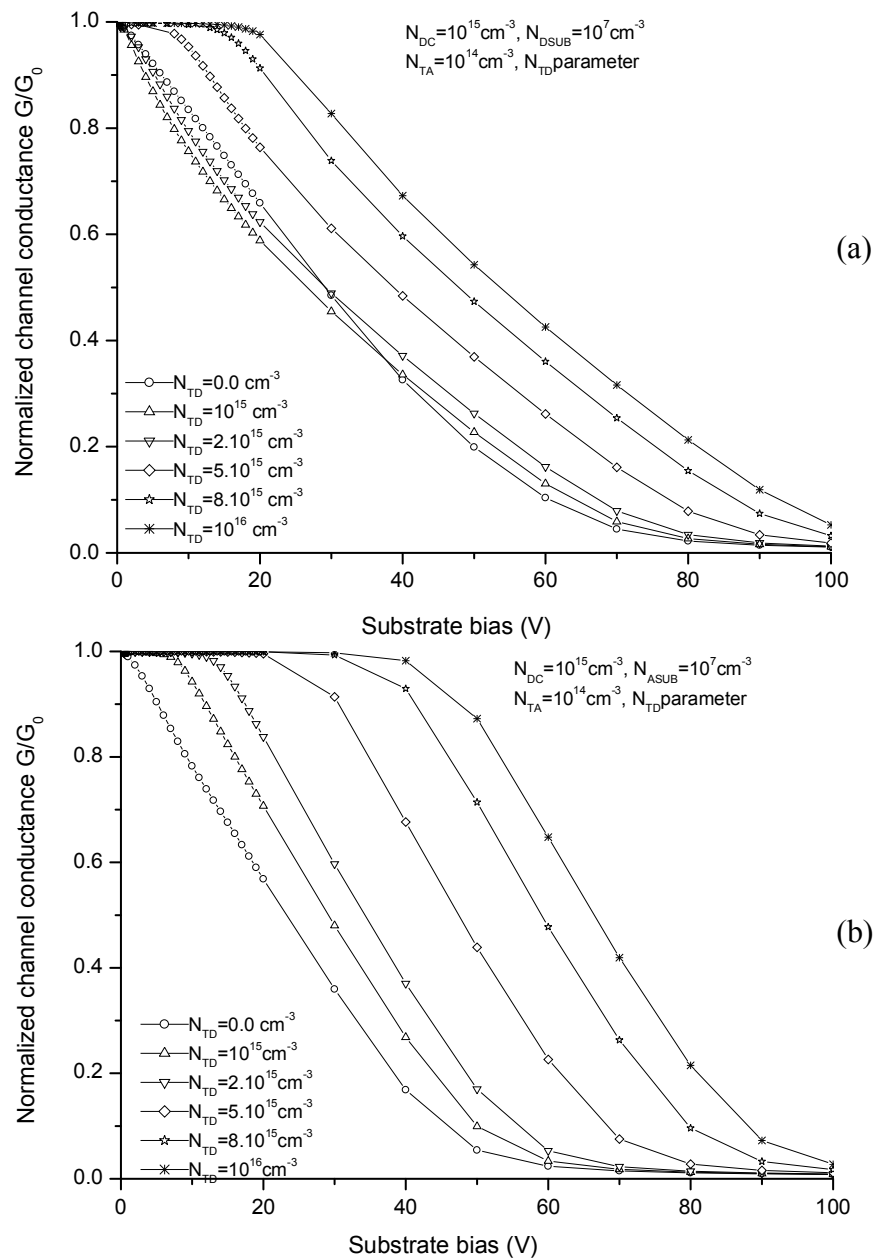 N_DC=10^15cm^-3, N_DSUB=10^7cm^-3
N_TA=10^14cm^-3, N_TD parameter
Normalized channel conductance G/G_0
1.0
0.8
0.6
0.4
0.2
0.0
N_TD=0.0 cm^-3
N_TD=10^15 cm^-3
N_TD=2.10^15 cm^-3
N_TD=5.10^15 cm^-3
N_TD=8.10^15 cm^-3
N_TD=10^16 cm^-3
(a)
0 20 40 60 80 100
Substrate bias (V)
N_DC=10^15cm^-3, N_ASUB=10^7cm^-3
N_TA=10^14cm^-3, N_TD parameter
Normalized channel conductance G/G_0
1.0
0.8
0.6
0.4
0.2
0.0
N_TD=0.0 cm^-3
N_TD=10^15cm^-3
N_TD=2.10^15cm^-3
N_TD=5.10^15cm^-3
N_TD=8.10^15cm^-3
N_TD=10^16 cm^-3
(b)
0 20 40 60 80 100
Substrate bias (V)